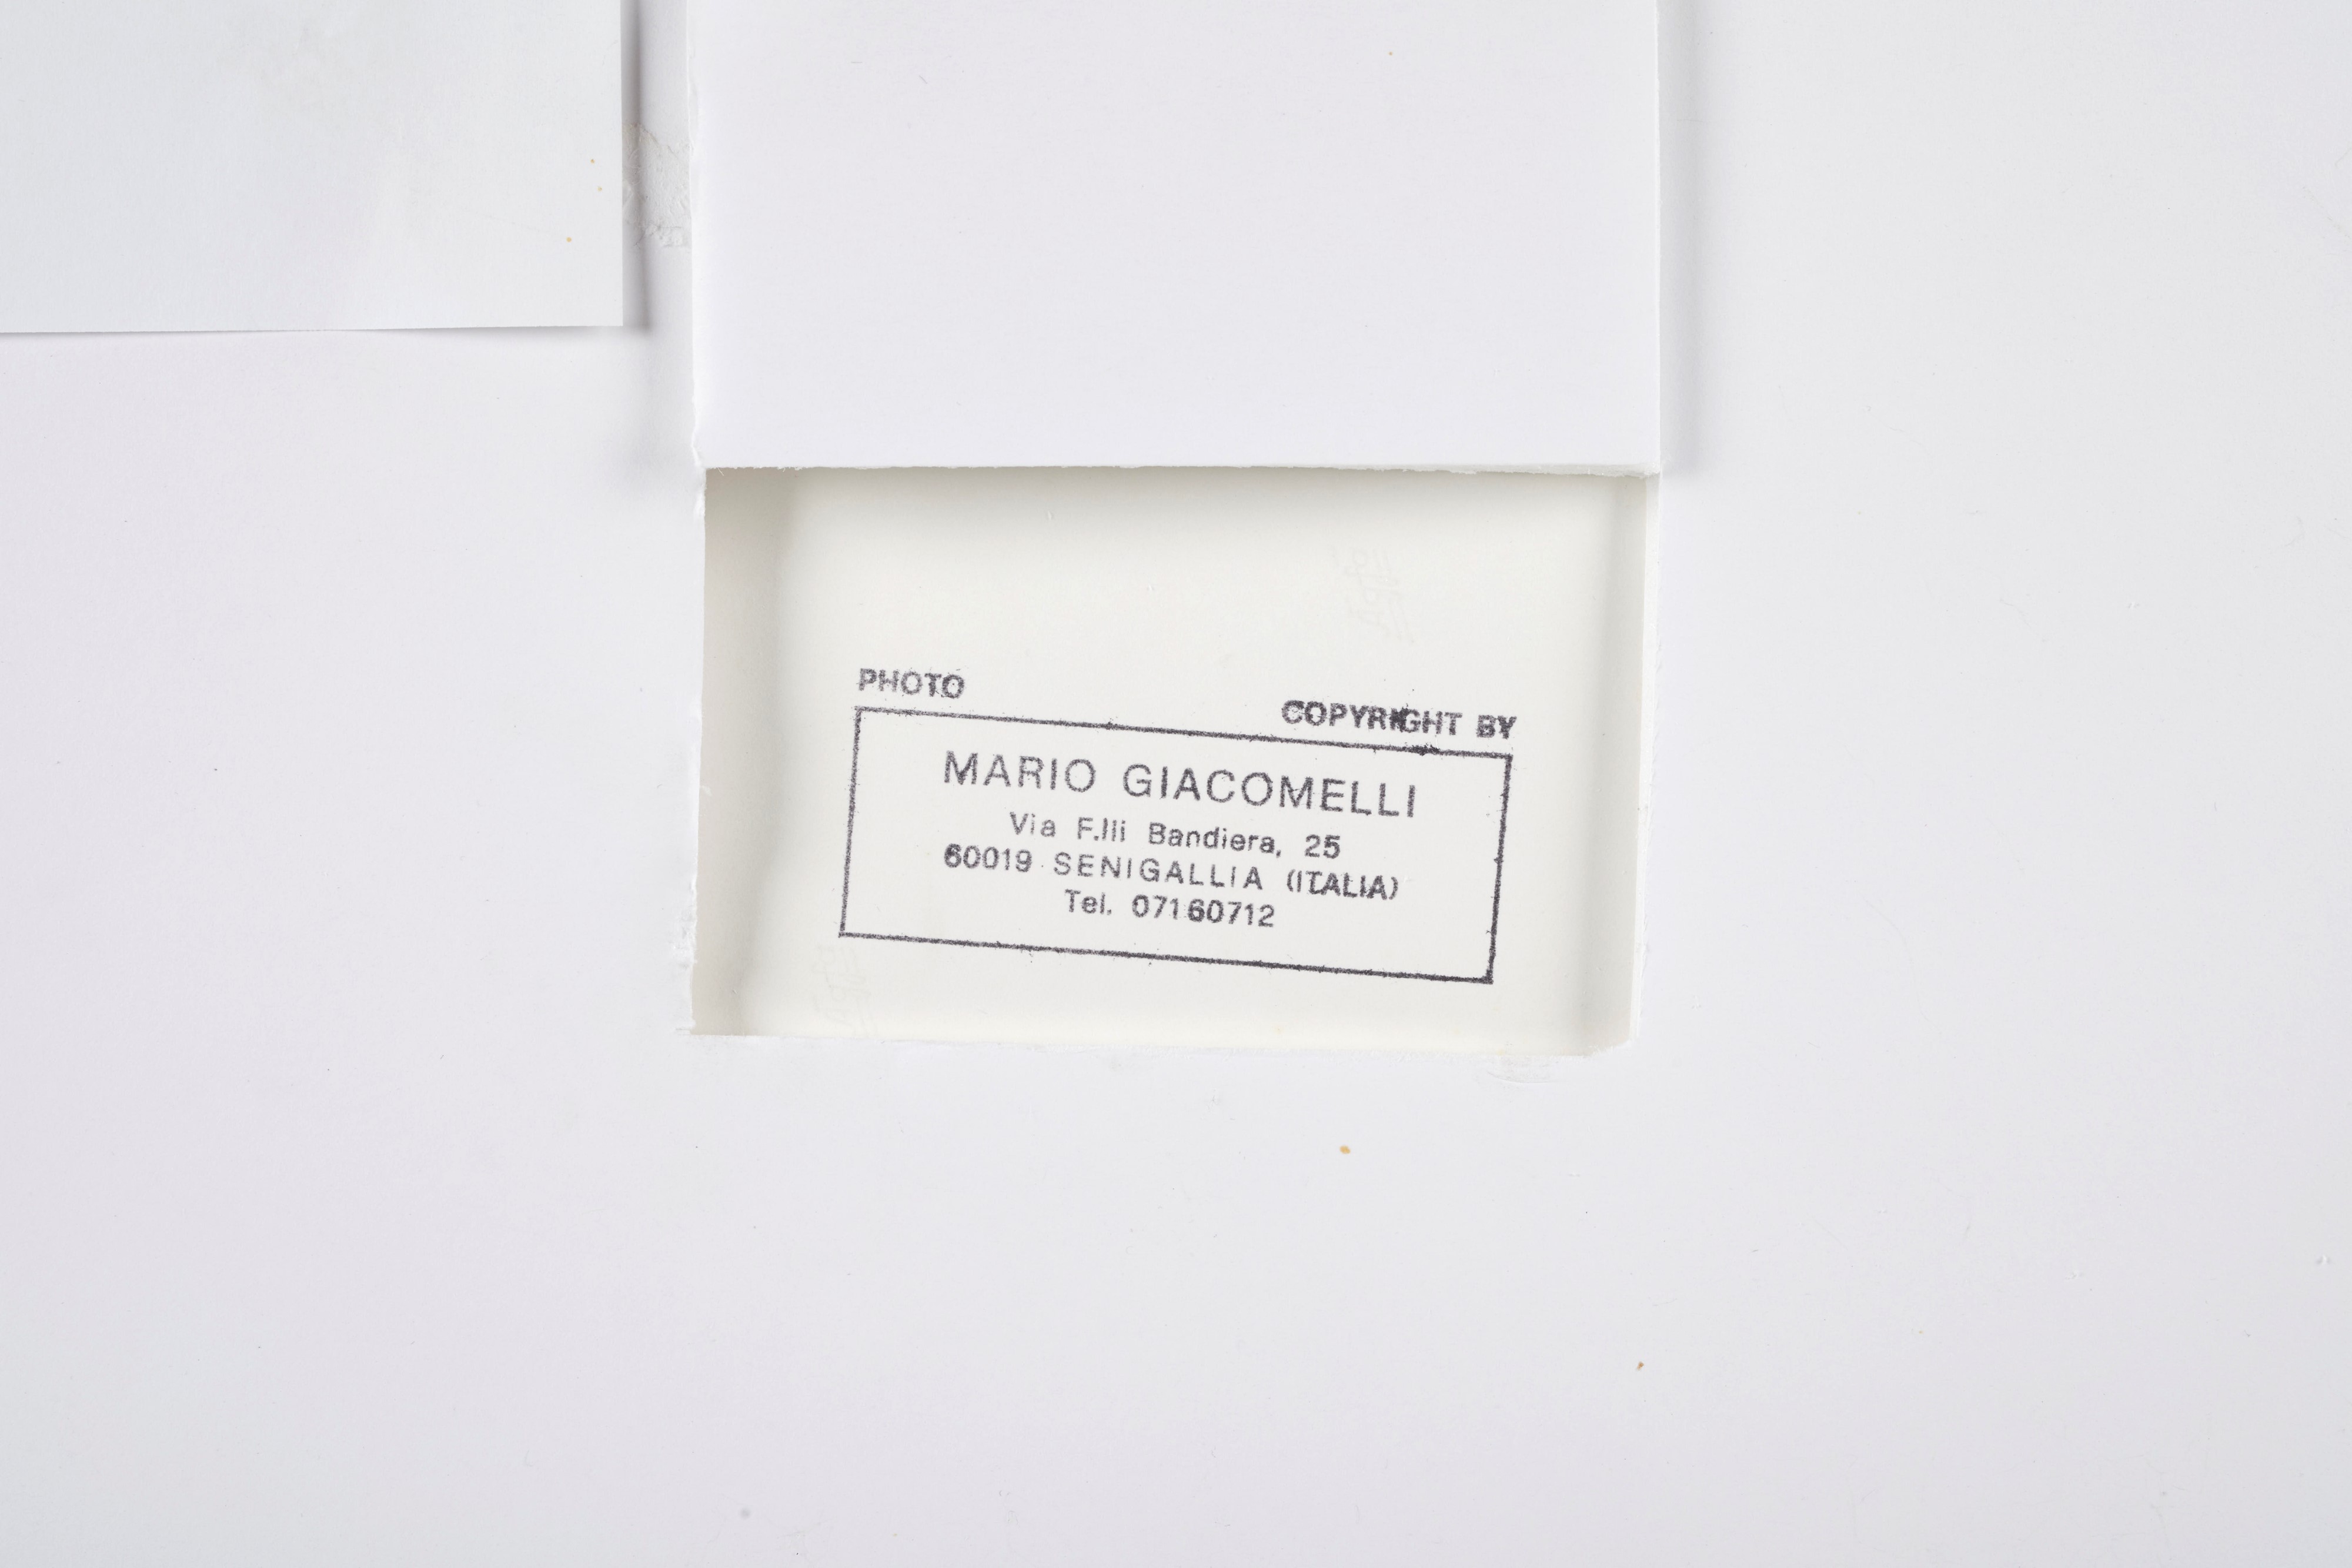 PHOTO COPYRIGHT BY
MARIO GIACOMELLI
Via F.lli Bandiera, 25
60019 SENIGALLIA (ITALIA)
Tel. 07160712